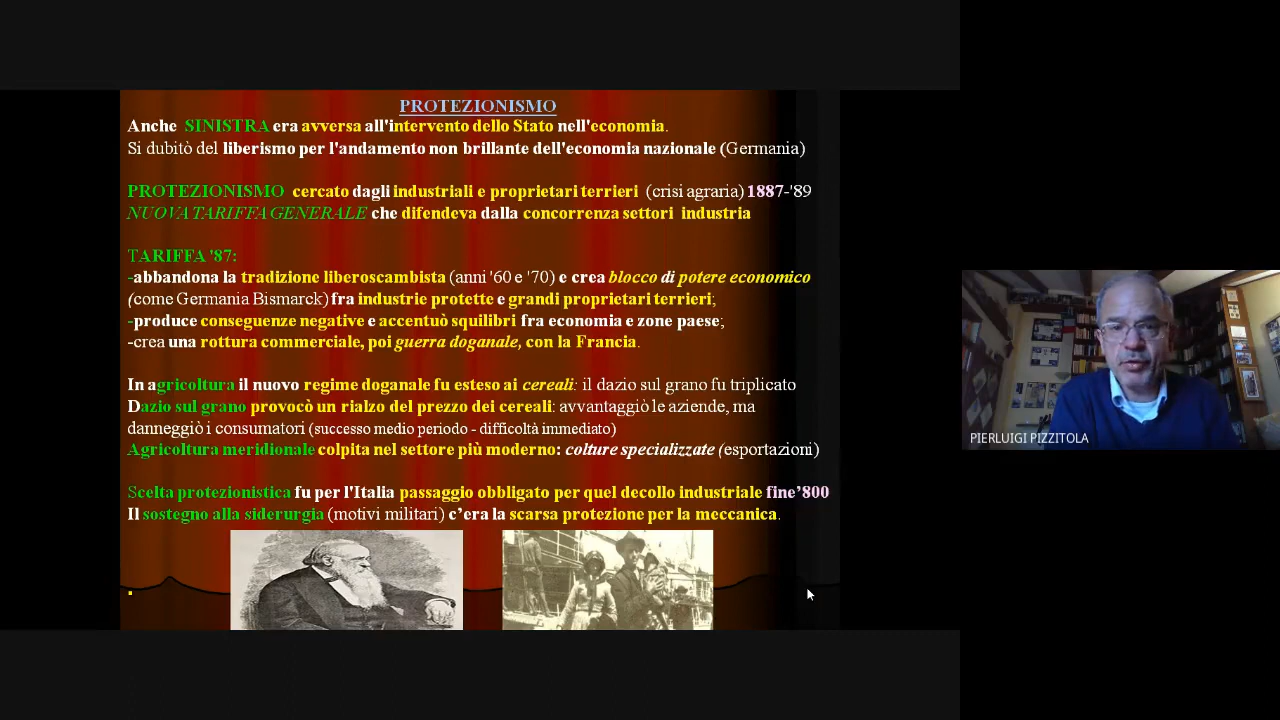 PROTEZIONISMO
Anche SINISTRA era avversa all'intervento dello Stato nell'economia.
Si dubitò del liberismo per l'andamento non brillante dell'economia nazionale (Germania)
PROTEZIONISMO cercato dagli industriali e proprietari terrieri (crisi agraria) 1887-'89
NUOVA TARIFFA GENERALE che difendeva dalla concorrenza settori industria
TARIFFA '87:
-abbandona la tradizione liberoscambista (anni '60 e '70) e crea blocco di potere economico
(come Germania Bismarck) fra industrie protette e grandi proprietari terrieri;
-produce conseguenze negative e accentuò squilibri fra economia e zone paese;
-crea una rottura commerciale, poi guerra doganale, con la Francia.
In agricoltura il nuovo regime doganale fu esteso ai cereali: il dazio sul grano fu triplicato
Dazio sul grano provocò un rialzo del prezzo dei cereali: avvantaggiò le aziende, ma
danneggiò i consumatori (successo medio periodo - difficoltà immediato)
Agricoltura meridionale colpita nel settore più moderno: colture specializzate (esportazioni)
Scelta protezionistica fu per l'Italia passaggio obbligato per quel decollo industriale fine'800
Il sostegno alla siderurgia (motivi militari) c'era la scarsa protezione per la meccanica.
PIERLUIGI PIZZITOLA